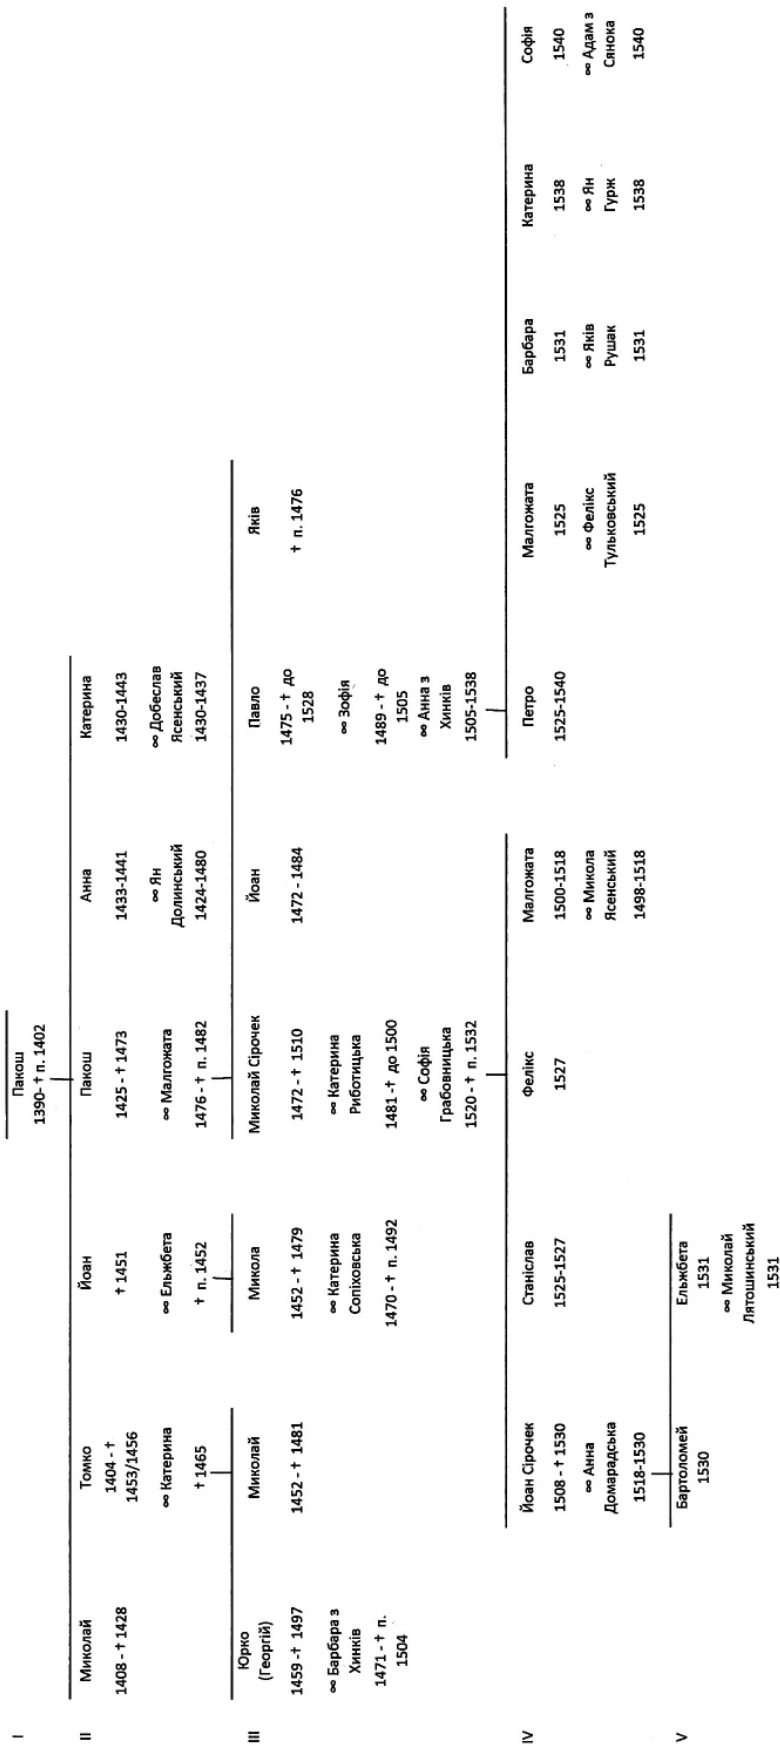 I
Пакош
1390- † п. 1402
II
Миколай
1408 - † 1428
Томко
1404 - †
1453/1456
∞ Катерина
† 1465
Йоан
† 1451
∞ Ельжбета
† п. 1452
Пакош
1425 - † 1473
∞ Малгожата
1476 - † п. 1482
Анна
1433-1441
∞ Ян
Долинський
1424-1480
Катерина
1430-1443
∞ Добеслав
Ясенський
1430-1437
III
Юрко
(Георгій)
1459 -† 1497
∞ Барбара з
Хинків
1471 - † п.
1504
Миколай
1452 - † 1481
Микола
1452 - † 1479
∞ Катерина
Сопіховська
1470 - † п. 1492
Миколай Сірочек
1472 - † 1510
∞ Катерина
Риботицька
1481 -† до 1500
∞ Софія
Грабовницька
1520 - † п. 1532
Йоан
1472 - 1484
Павло
1475 - † до
1528
∞ Зофія
1489 - † до
1505
∞ Анна з
Хинків
1505-1538
Яків
† п. 1476
IV
Йоан Сірочек
1508 - † 1530
∞ Анна
Домарадська
1518-1530
Станіслав
1525-1527
Фелікс
1527
Малгожата
1500-1518
∞ Микола
Ясенський
1498-1518
Петро
1525-1540
Малгожата
1525
∞ Фелікс
Тульковський
1525
Барбара
1531
∞ Яків
Рушак
1531
Катерина
1538
∞ Ян
Гурж
1538
Софія
1540
∞ Адам з
Сянока
1540
V
Бартоломей
1530
Ельжбета
1531
∞ Миколай
Лятошинський
1531